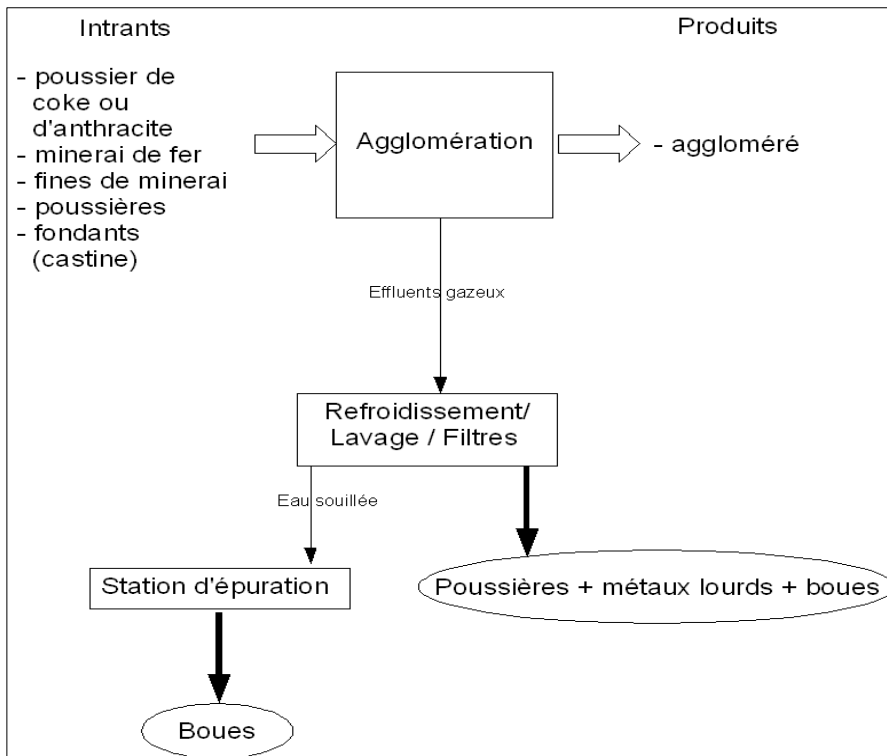 Intrants
Produits
- poussier de
coke ou
d'anthracite
- minerai de fer
- fines de minerai
- poussières
- fondants
(castine)
Agglomération
- aggloméré
Effluents gazeux
Refroidissement/
Lavage / Filtres
Eau souillée
Station d'épuration
Poussières + métaux lourds + boues
Boues